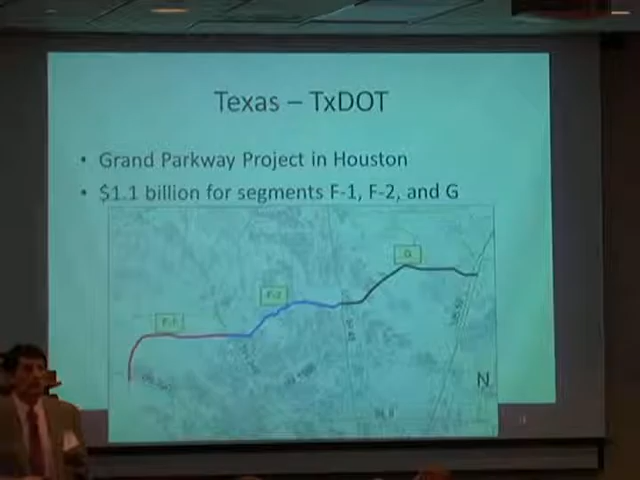 Texas – TxDOT
• Grand Parkway Project in Houston
• $1.1 billion for segments F-1, F-2, and G
G
F-2
F-1
N